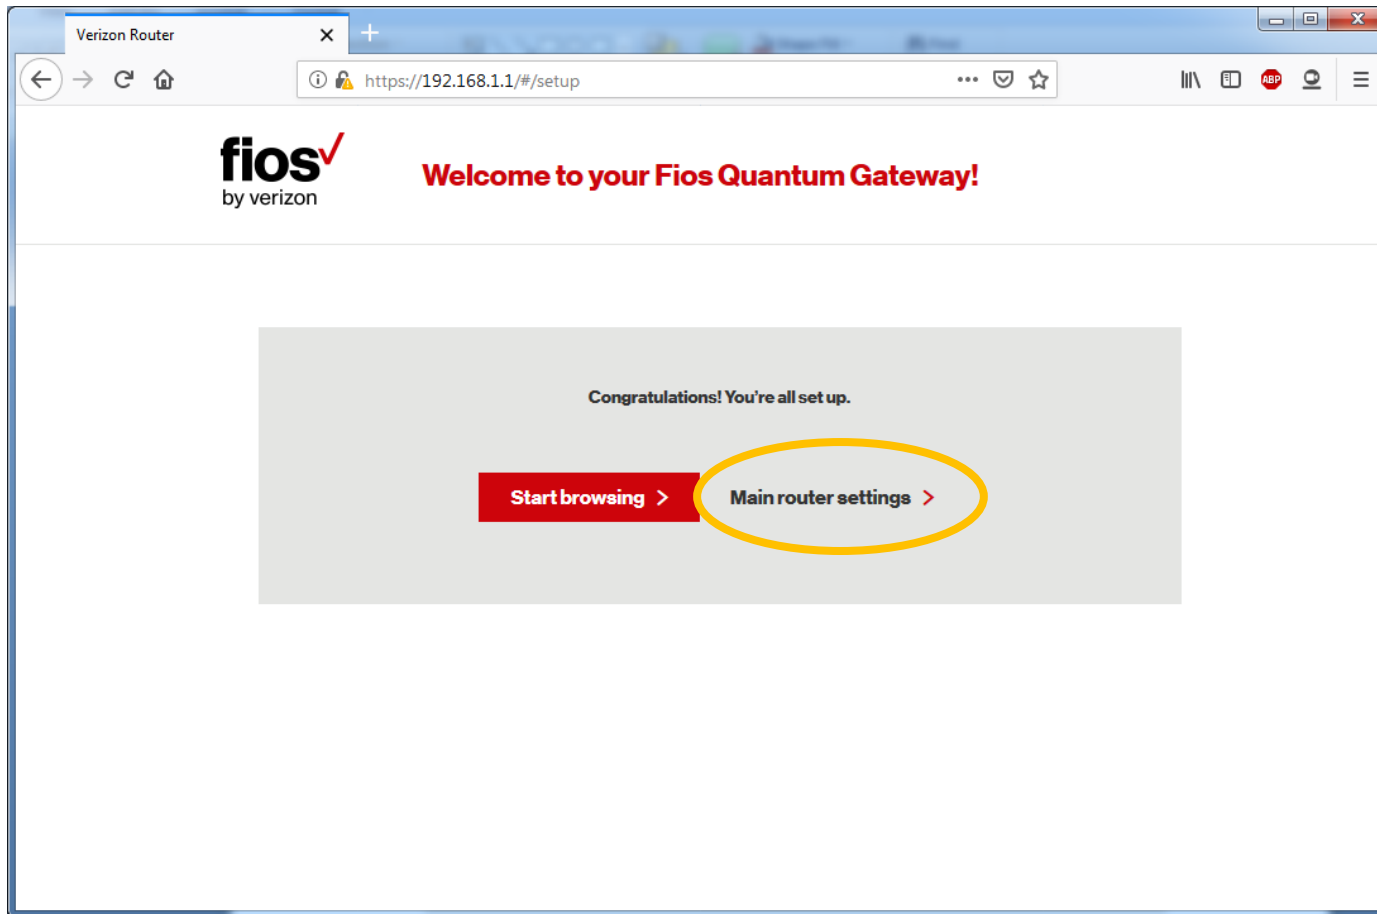 Verizon Router
https://192.168.1.1/#/setup
ABP
fios
by verizon
Welcome to your Fios Quantum Gateway!
Congratulations! You're all set up.
Start browsing
Main router settings